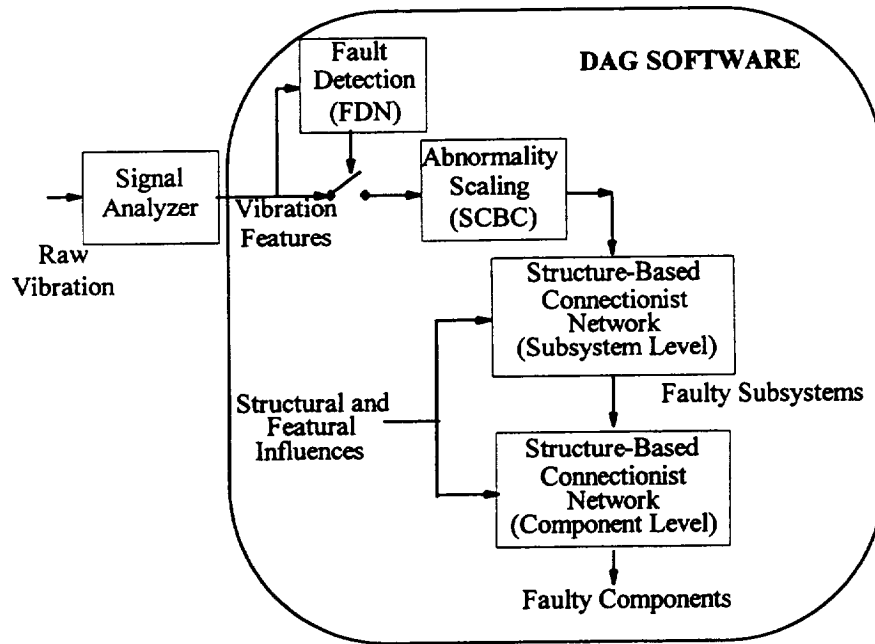 Fault
Detection
(FDN)
DAG SOFTWARE
Signal
Analyzer
Abnormality
Scaling
(SCBC)
Vibration
Features
Raw
Vibration
Structure-Based
Connectionist
Network
(Subsystem Level)
Faulty Subsystems
Structural and
Featural
Influences
Structure-Based
Connectionist
Network
(Component Level)
Faulty Components